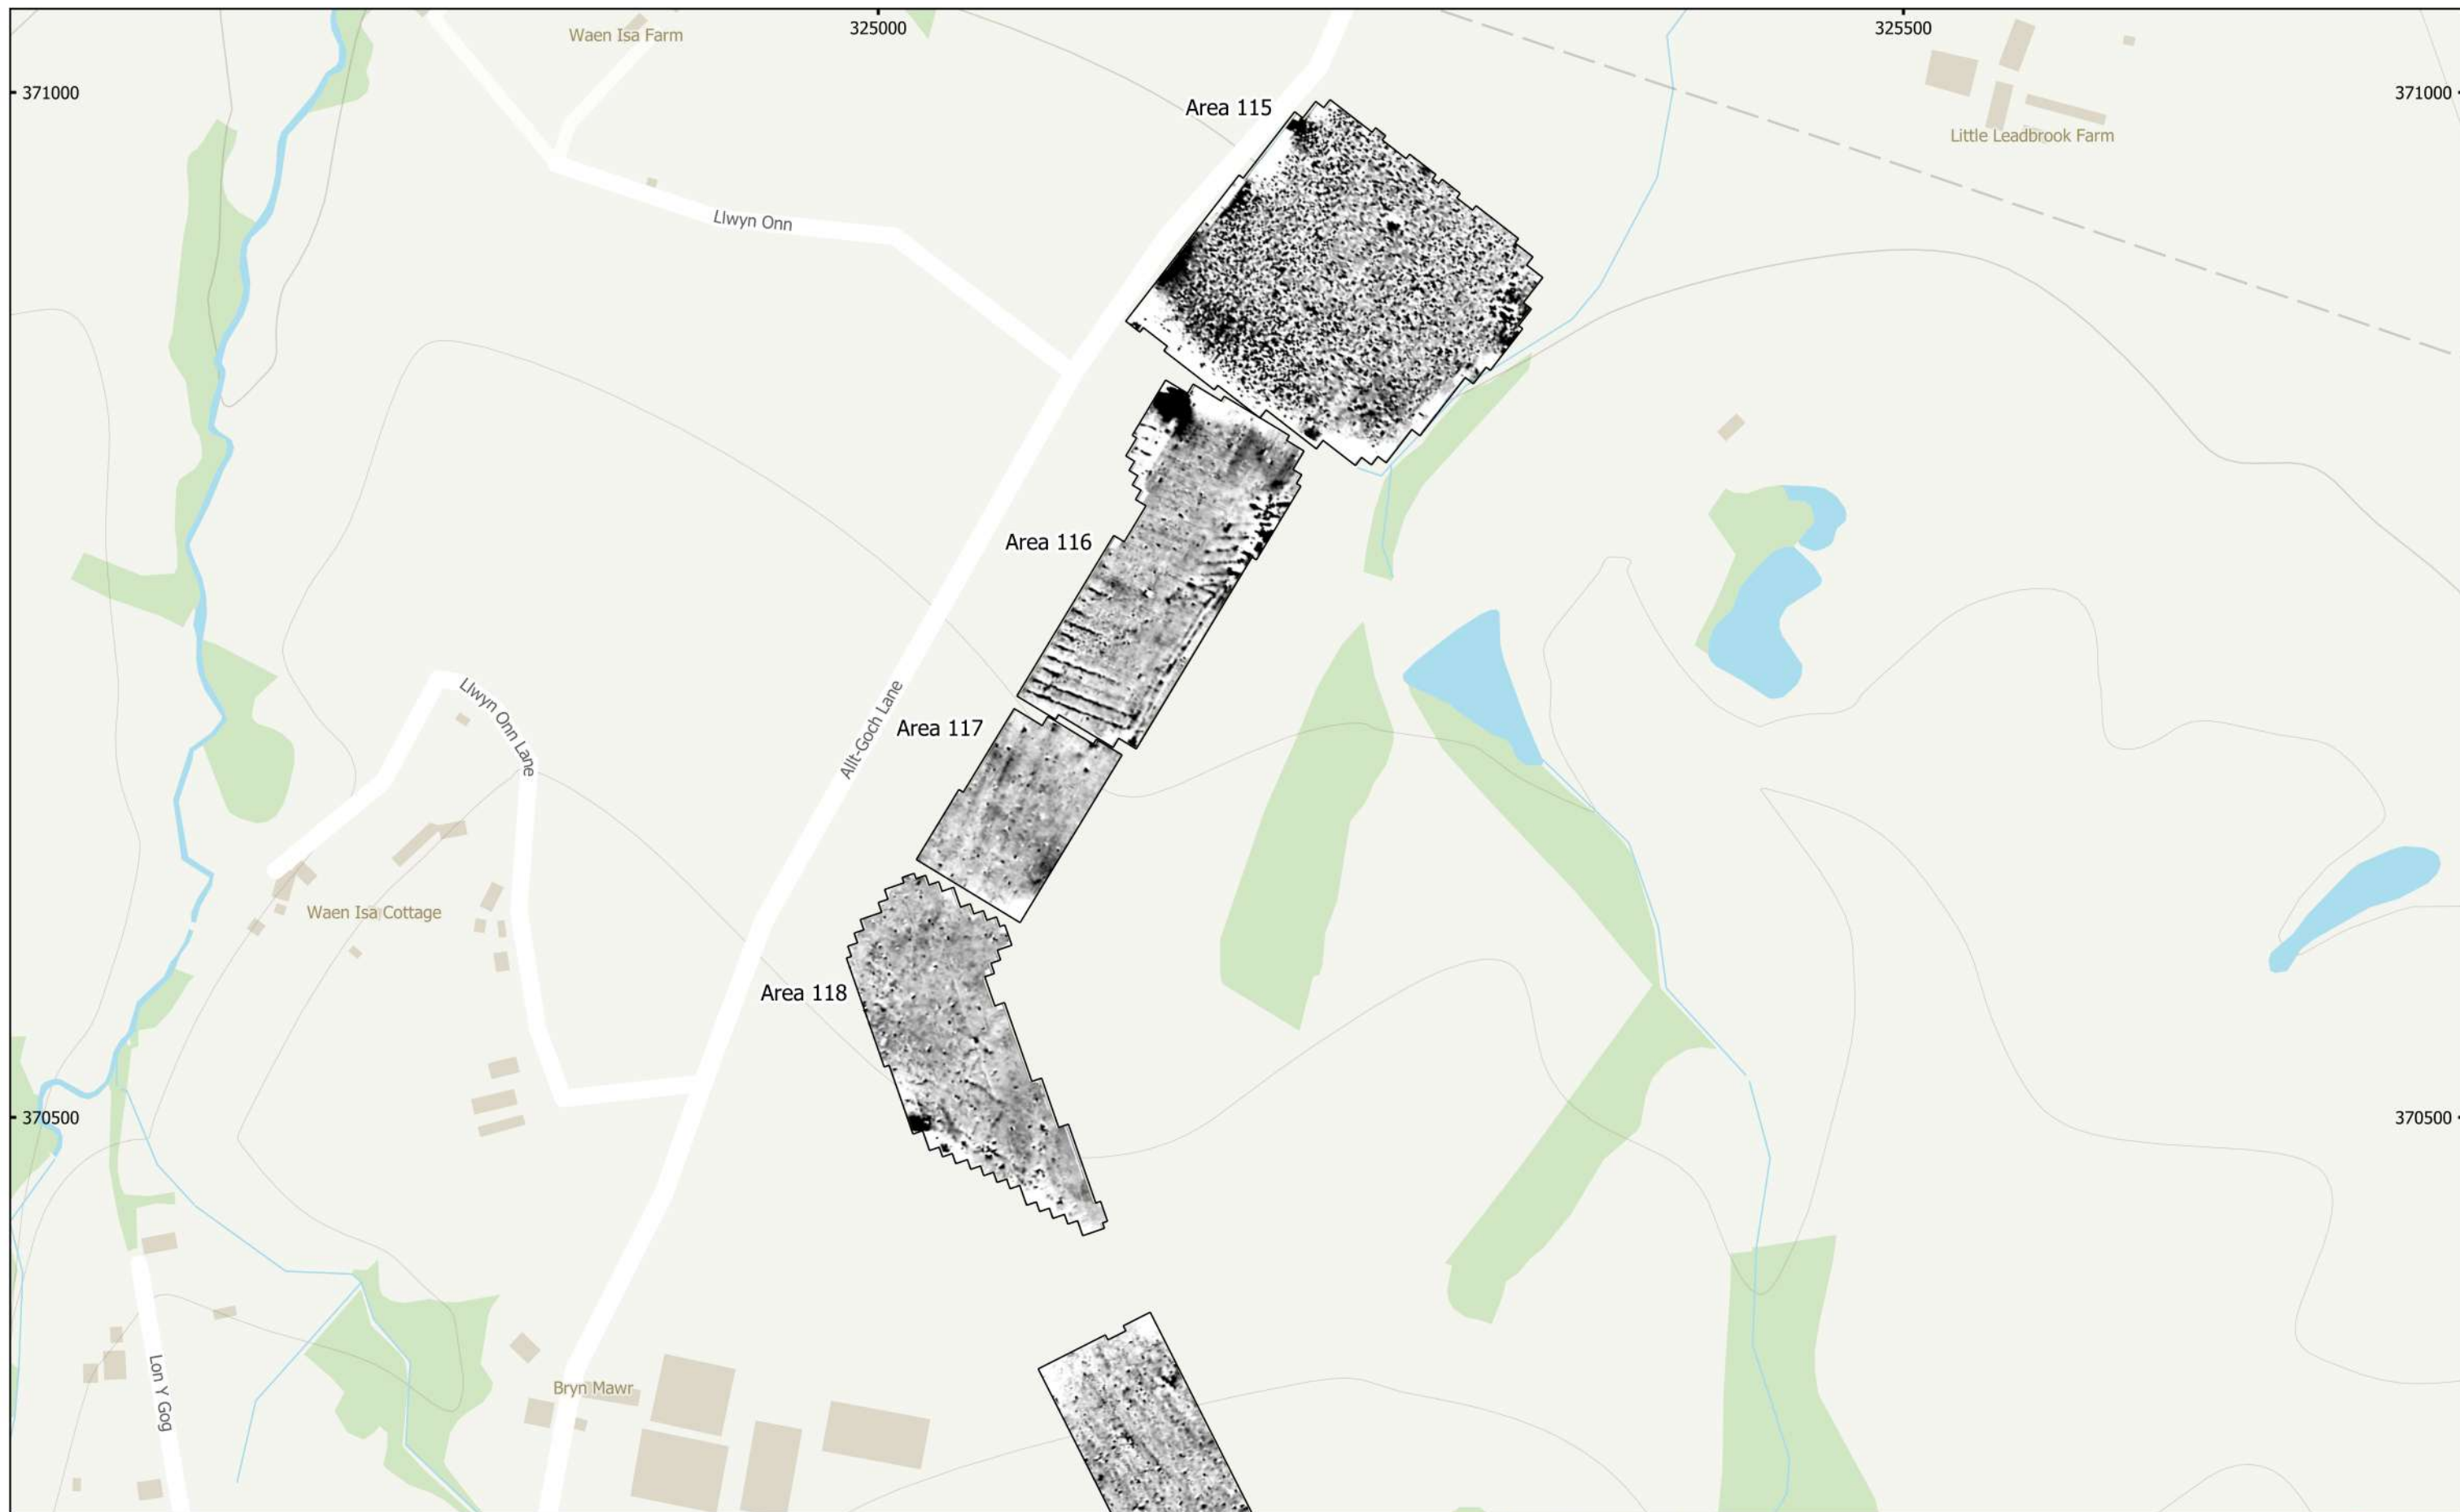 325000
325500
Waen Isa Farm
371000
371000
Area 115
Little Leadbrook Farm
Llwyn Onn
Area 116
Llwyn Onn Lane
Allt-Goch Lane
Area 117
Waen Isa Cottage
Area 118
370500
370500
Lon Y Gog
Bryn Mawr